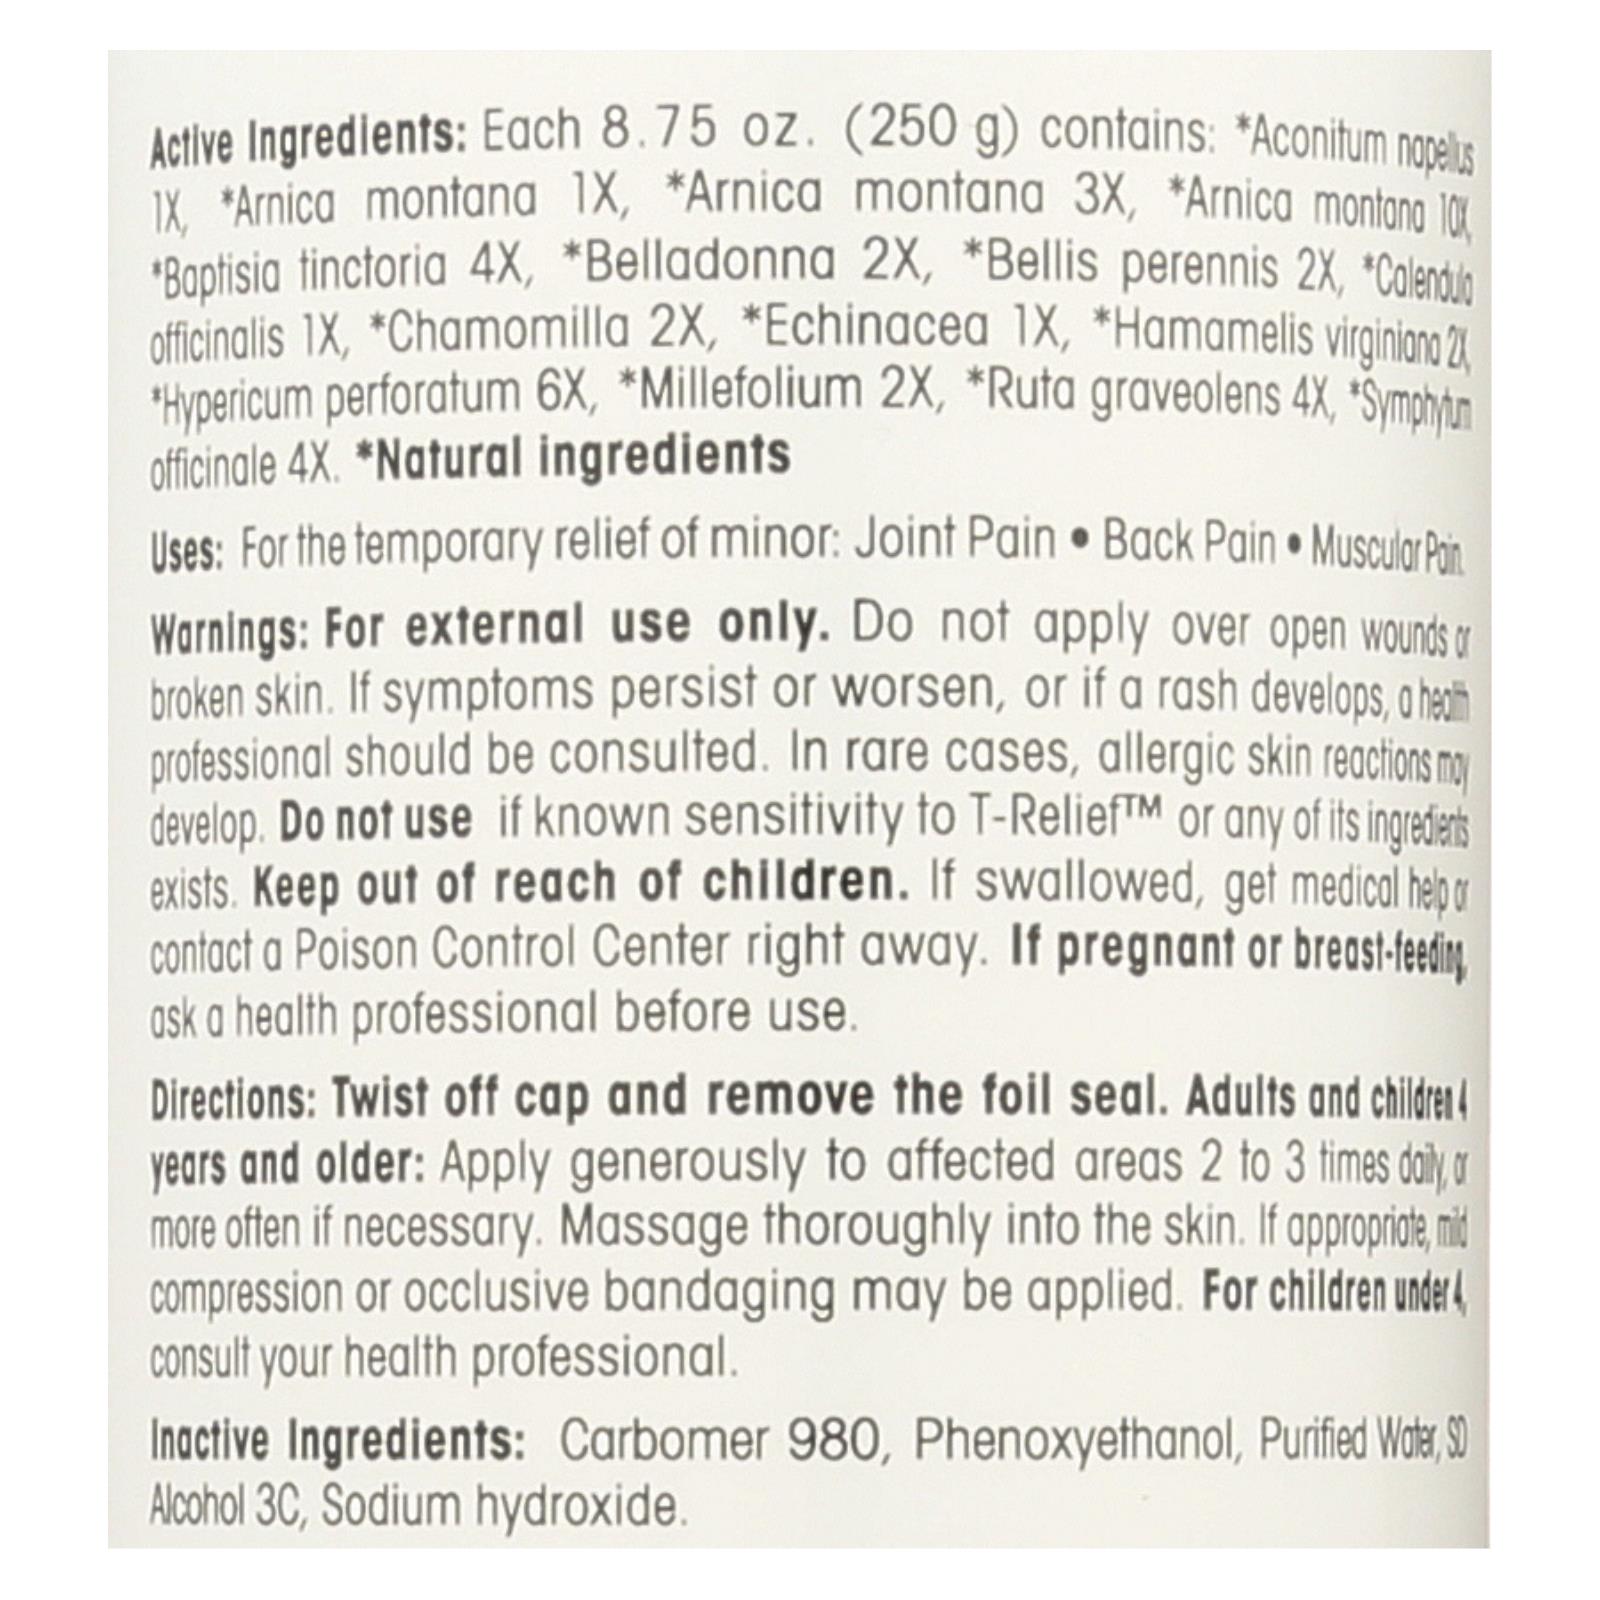 Active Ingredients: Each 8.75 oz. (250 g) contains: *Aconitum napellus
1X, *Arnica montana 1X, *Arnica montana 3X, *Arnica montana 10X,
*Baptisia tinctoria 4X, *Belladonna 2X, *Bellis perennis 2X, *Calendula
officinalis 1X, *Chamomilla 2X, *Echinacea 1X, *Hamamelis virginiana 2X,
*Hypericum perforatum 6X, *Millefolium 2X, *Ruta graveolens 4X, *Symphytum
officinale 4X. *Natural ingredients
Uses: For the temporary relief of minor: Joint Pain • Back Pain • Muscular Pain.
Warnings: For external use only. Do not apply over open wounds or
broken skin. If symptoms persist or worsen, or if a rash develops, a health
professional should be consulted. In rare cases, allergic skin reactions may
develop. Do not use if known sensitivity to T-Relief™ or any of its ingredients
exists. Keep out of reach of children. If swallowed, get medical help or
contact a Poison Control Center right away. If pregnant or breast-feeding,
ask a health professional before use.
Directions: Twist off cap and remove the foil seal. Adults and children 4
years and older: Apply generously to affected areas 2 to 3 times daily, or
more often if necessary. Massage thoroughly into the skin. If appropriate, mild
compression or occlusive bandaging may be applied. For children under 4,
consult your health professional.
Inactive Ingredients: Carbomer 980, Phenoxyethanol, Purified Water, SD
Alcohol 3C, Sodium hydroxide.